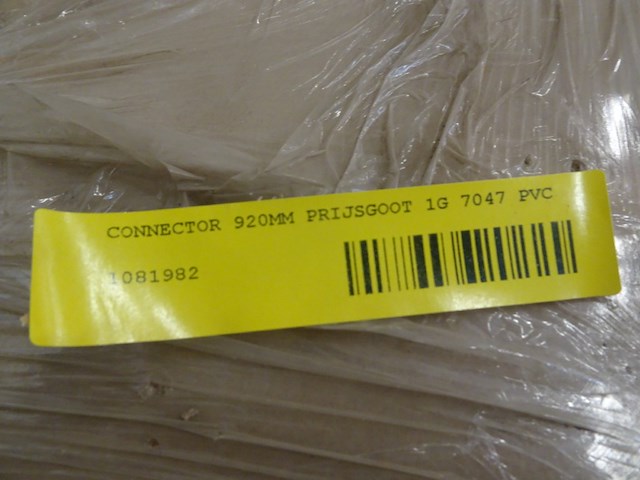 CONNECTOR 920MM PRIJSGOOT 1G 7047 PVC
1081982